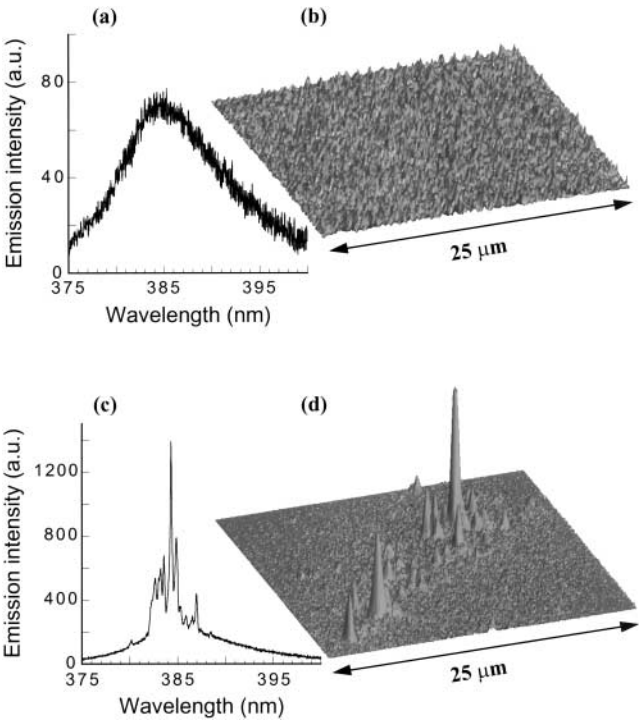 (a)
(b)
Emission intensity (a.u.)
80
40
0
375
385
395
Wavelength (nm)
25 μm
(c)
(d)
Emission intensity (a.u.)
1200
800
400
0
375
385
395
Wavelength (nm)
25 μm